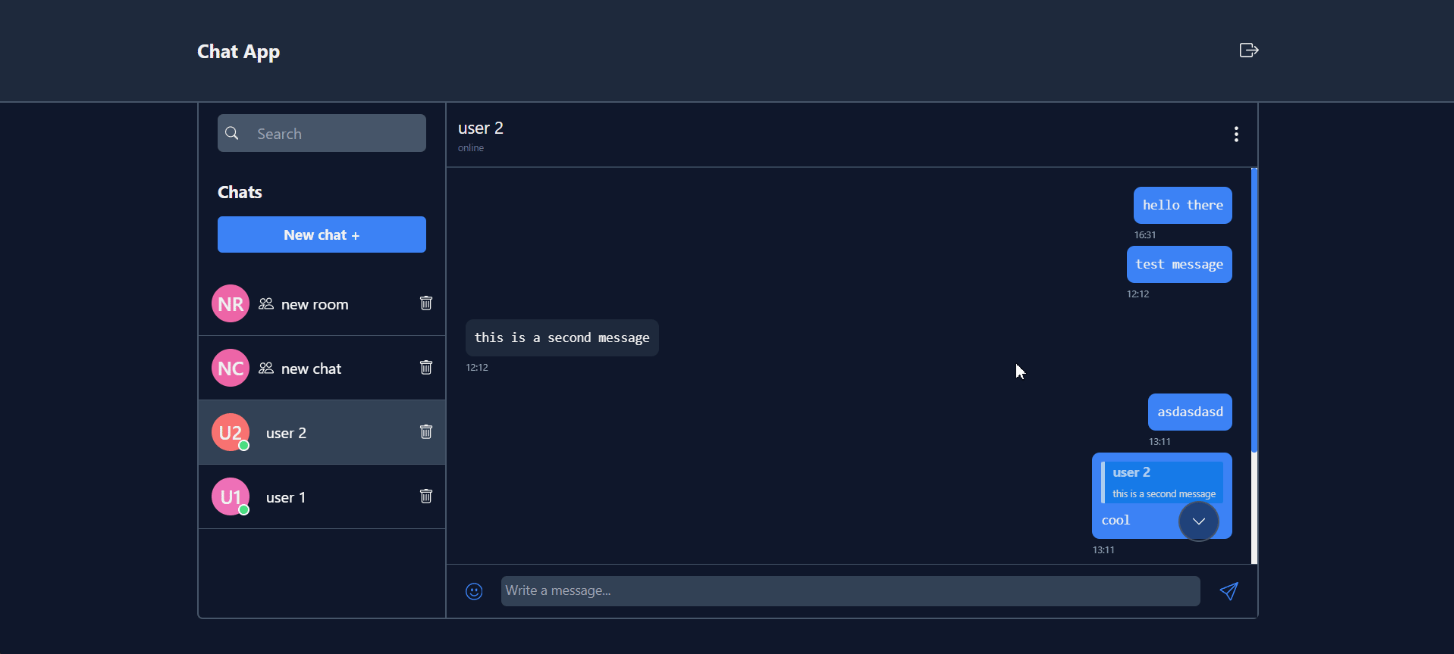 Chat App
Search
Chats
New chat +
NR new room
NC new chat
U2 user 2
U1 user 1
user 2
online
hello there
16:31
test message
12:12
this is a second message
12:12
asdasdasd
13:11
user 2
this is a second message
cool
13:11
Write a message...